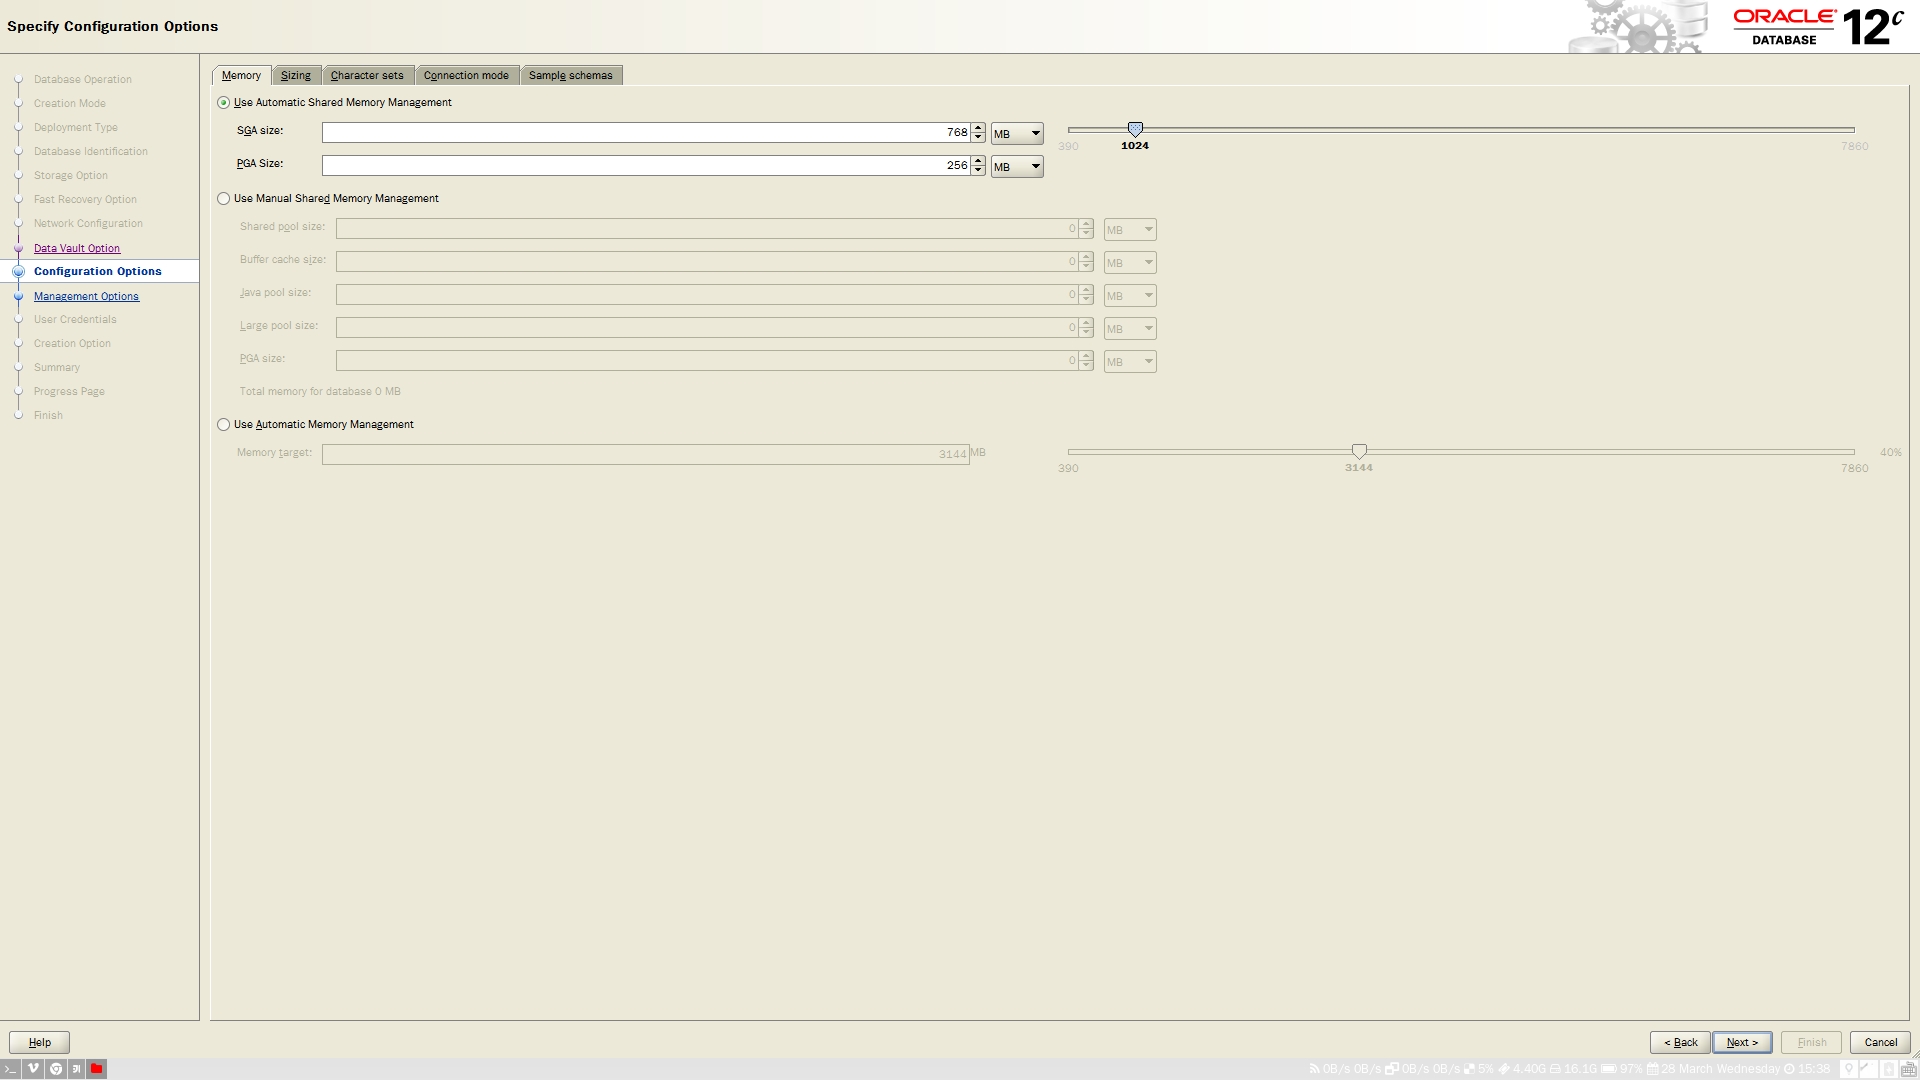 Specify Configuration Options
ORACLE
DATABASE
12c
Database Operation
Creation Mode
Deployment Type
Database Identification
Storage Option
Fast Recovery Option
Network Configuration
Data Vault Option
Configuration Options
Management Options
User Credentials
Creation Option
Summary
Progress Page
Finish
Memory Sizing Character sets Connection mode Sample schemas
Use Automatic Shared Memory Management
SGA size: 768 MB
390 1024 7860
PGA Size: 256 MB
Use Manual Shared Memory Management
Shared pool size: 0 MB
Buffer cache size: 0 MB
Java pool size: 0 MB
Large pool size: 0 MB
PGA size: 0 MB
Total memory for database 0 MB
Use Automatic Memory Management
Memory target: 3144 MB
390 3144 7860 40%
Help < Back Next > Finish Cancel
0B/s 0B/s 0B/s 0B/s 5% 4.40G 16.1G 97% 28 March Wednesday 15:38